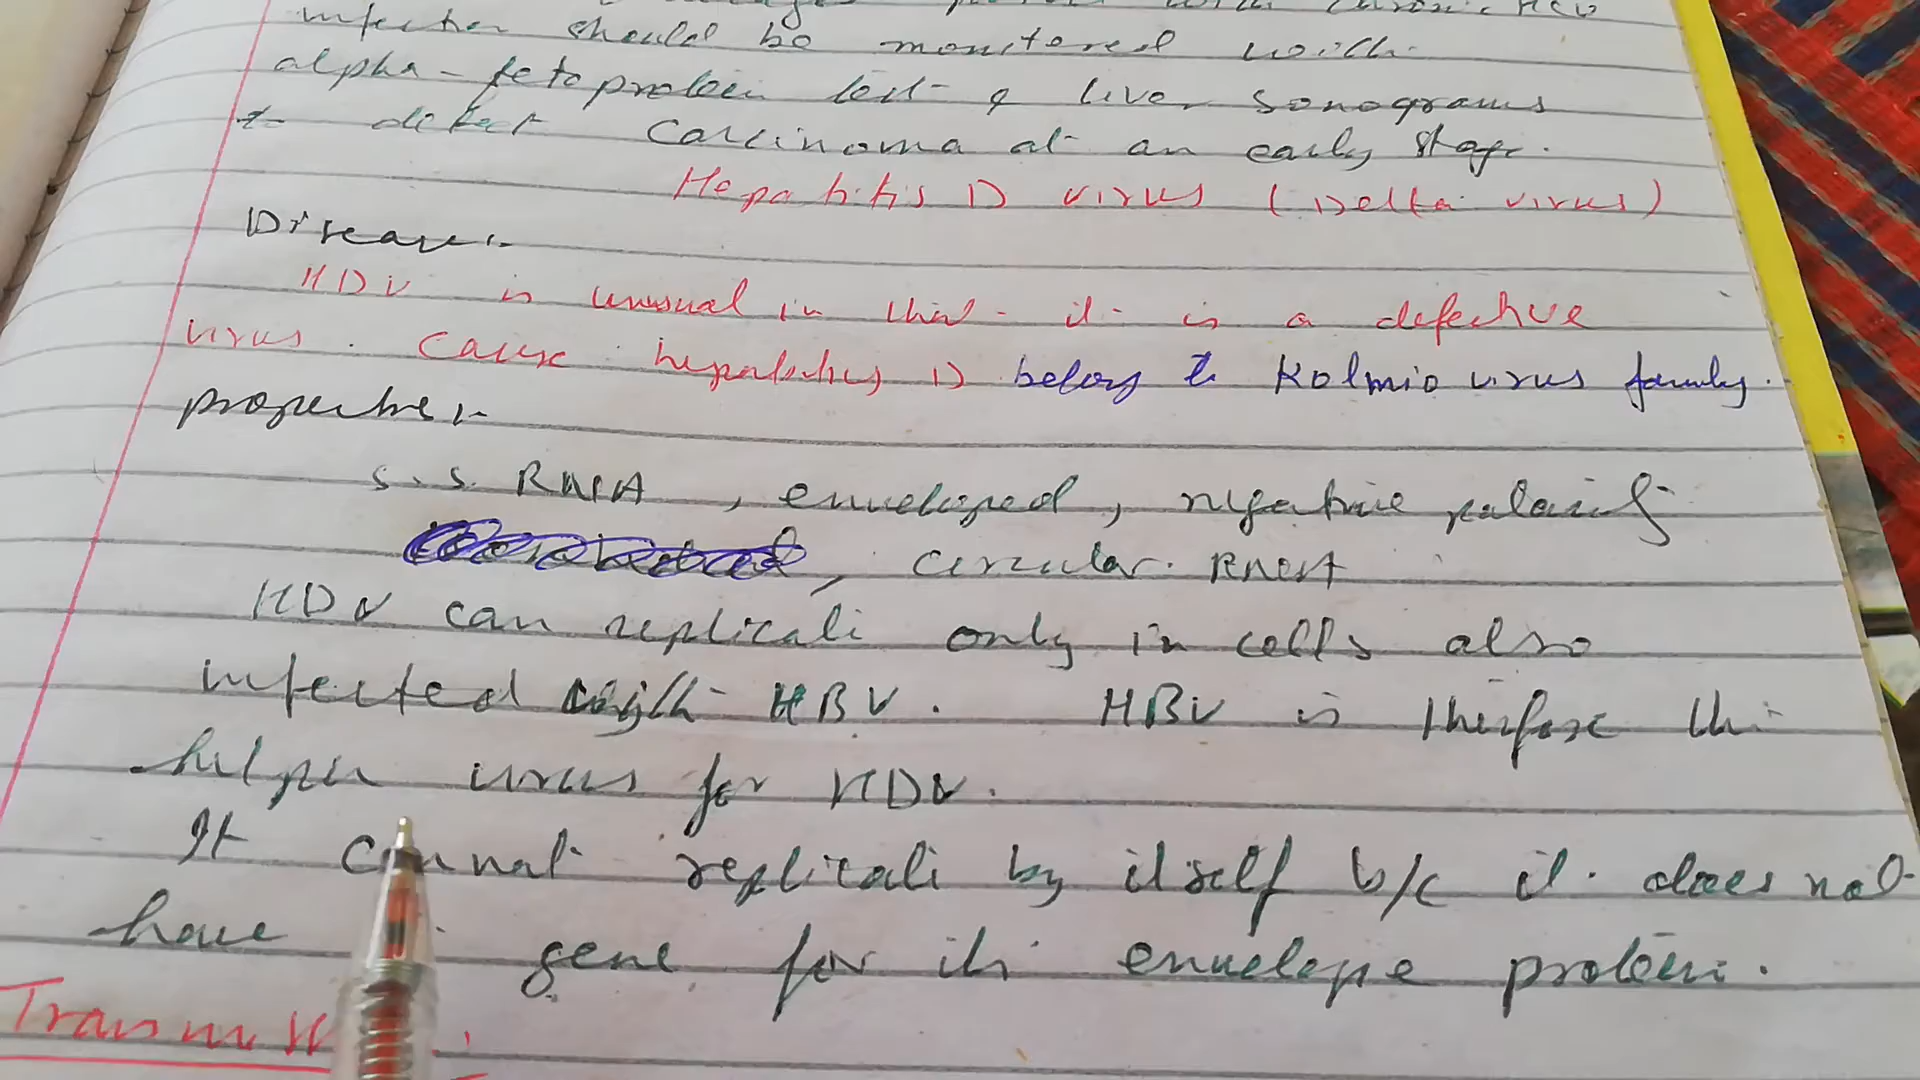 with chronic HCV
infection should be monitored with
alpha-fetoprotein test & liver sonograms
to detect carcinoma at an early stage.
Hepatitis D virus (Delta virus)
Disease:-
HDV is unusual in that it is a defective
virus. Cause hepatitis D belong to Kolmio virus family.
properties:-
s.s. RNA, enveloped, negative polarity
, circular RNA
HDV can replicate only in cells also
infected with HBV. HBV is therefore the
helper virus for HDV.
It cannot replicate by itself b/c it does not
have gene for its envelope protein.